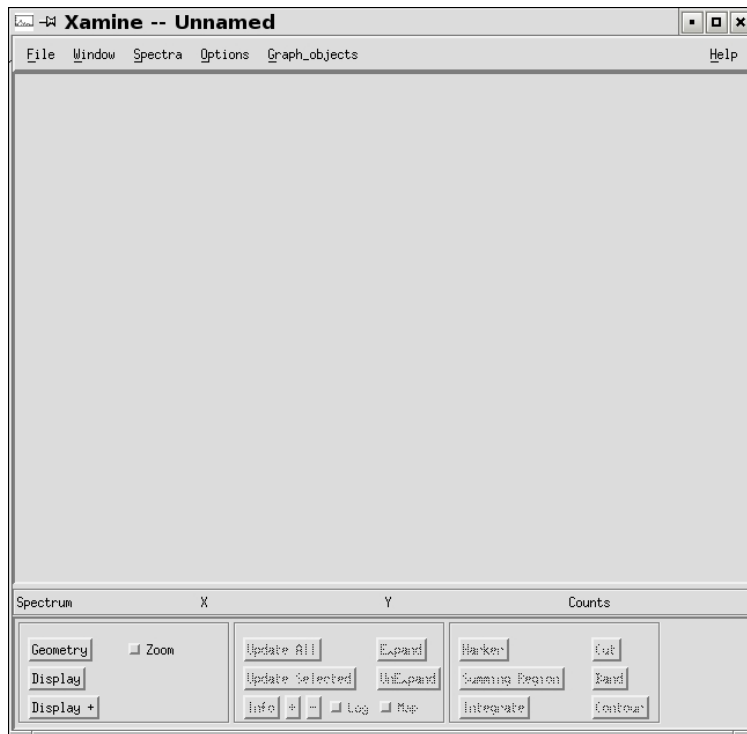 Xamine -- Unnamed
File Window Spectra Options Graph_objects Help
Spectrum X Y Counts
Geometry Zoom Update All Expand Marker Cut
Display Update Selected UnExpand Summing Region Band
Display + Info + - Log Map Integrate Contour